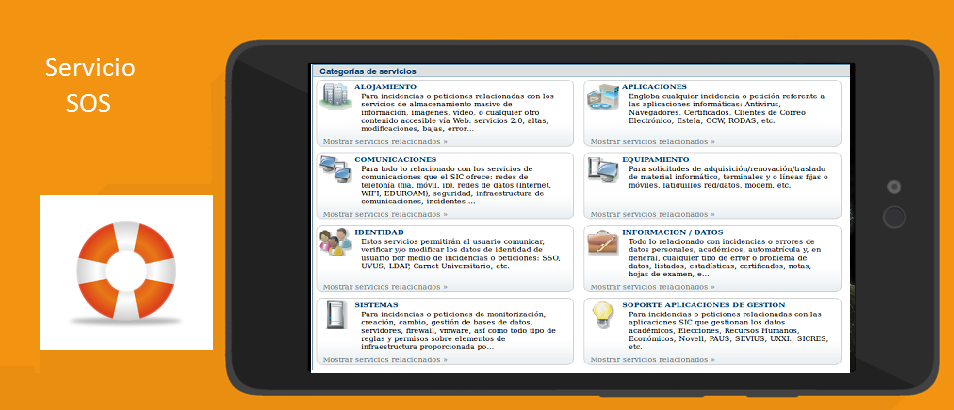 Servicio
SOS
Categorías de servicios
ALOJAMIENTO
Para incidencias o peticiones relacionadas con los
servicios de almacenamiento masivo de
información, imágenes, video, o cualquier otro
contenido accesible vía Web: servicios 2.0, altas,
modificaciones, bajas, error...
Mostrar servicios relacionados »
APLICACIONES
Engloba cualquier incidencia o petición referente a
las aplicaciones informáticas: Antivirus,
Navegadores, Certificados, Clientes de Correo
Electrónico, Estela, CCW, RODAS, etc.
Mostrar servicios relacionados »
COMUNICACIONES
Para todo lo relacionado con los servicios de
comunicaciones que el SIC ofrece: redes de
telefonía fija, móvil, ip), redes de datos (Internet,
WIFI, EDUROAM), seguridad, infraestructura de
comunicaciones, incidentes ...
Mostrar servicios relacionados »
EQUIPAMIENTO
Para solicitudes de adquisición/renovación/traslado
de material informático, terminales y o líneas fijas o
móviles, latiguillos red/datos, modem, etc.
Mostrar servicios relacionados »
IDENTIDAD
Estos servicios permitirán al usuario comunicar,
verificar y/o modificar los datos de identidad de
usuario por medio de incidencias o peticiones: SSO,
UVUS, LDAP, Carnet Universitario, etc.
Mostrar servicios relacionados »
INFORMACION / DATOS
Todo lo relacionado con incidencias o errores de
datos personales, académicos, automatrícula y, en
general, cualquier tipo de error o problema de
datos, listados, estadísticas, certificados, notas,
hojas de examen, e...
Mostrar servicios relacionados »
SISTEMAS
Para incidencias o peticiones de monitorización,
creación, cambio, gestión de bases de datos,
servidores, firewall, vmware, así como todo tipo de
reglas y permisos sobre elementos de
infraestructura proporcionada po...
Mostrar servicios relacionados »
SOPORTE APLICACIONES DE GESTION
Para incidencias o peticiones relacionadas con las
aplicaciones SIC que gestionan los datos
académicos, Elecciones, Recursos Humanos,
Económicos, Novell, PAUS, SEVIUS, UXXI, SICRES,
etc.
Mostrar servicios relacionados »